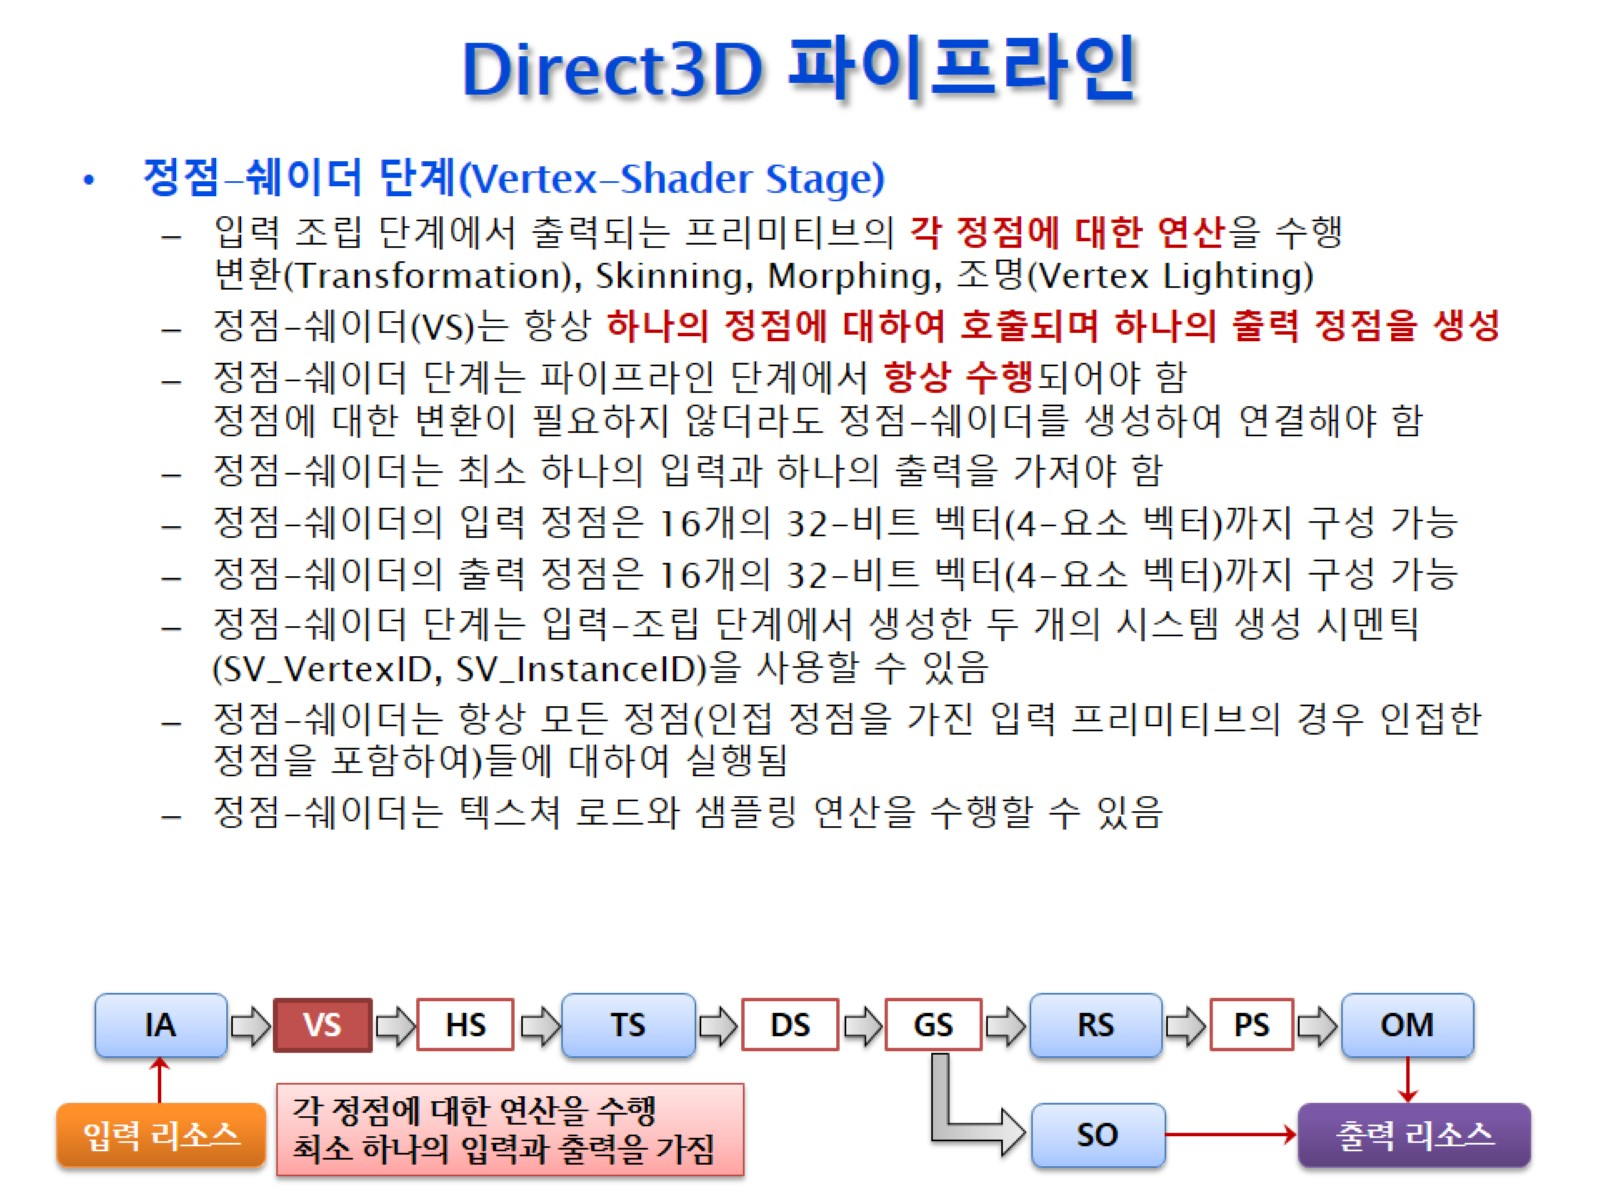 Direct3D 파이프라인
• 정점-쉐이더 단계(Vertex-Shader Stage)
– 입력 조립 단계에서 출력되는 프리미티브의 각 정점에 대한 연산을 수행
변환(Transformation), Skinning, Morphing, 조명(Vertex Lighting)
– 정점-쉐이더(VS)는 항상 하나의 정점에 대하여 호출되며 하나의 출력 정점을 생성
– 정점-쉐이더 단계는 파이프라인 단계에서 항상 수행되어야 함
정점에 대한 변환이 필요하지 않더라도 정점-쉐이더를 생성하여 연결해야 함
– 정점-쉐이더는 최소 하나의 입력과 하나의 출력을 가져야 함
– 정점-쉐이더의 입력 정점은 16개의 32-비트 벡터(4-요소 벡터)까지 구성 가능
– 정점-쉐이더의 출력 정점은 16개의 32-비트 벡터(4-요소 벡터)까지 구성 가능
– 정점-쉐이더 단계는 입력-조립 단계에서 생성한 두 개의 시스템 생성 시멘틱
(SV_VertexID, SV_InstanceID)을 사용할 수 있음
– 정점-쉐이더는 항상 모든 정점(인접 정점을 가진 입력 프리미티브의 경우 인접한
정점을 포함하여)들에 대하여 실행됨
– 정점-쉐이더는 텍스쳐 로드와 샘플링 연산을 수행할 수 있음
IA VS HS TS DS GS RS PS OM
각 정점에 대한 연산을 수행
최소 하나의 입력과 출력을 가짐
입력 리소스 SO 출력 리소스